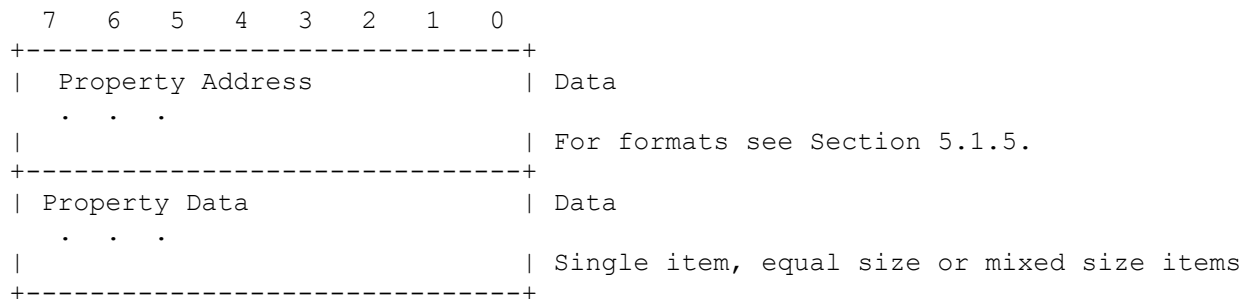 7   6   5   4   3   2   1   0
+-------------------------------+
|  Property Address             | Data
   .   .   .
|                               | For formats see Section 5.1.5.
+-------------------------------+
| Property Data                 | Data
   .   .   .
|                               | Single item, equal size or mixed size items
+-------------------------------+